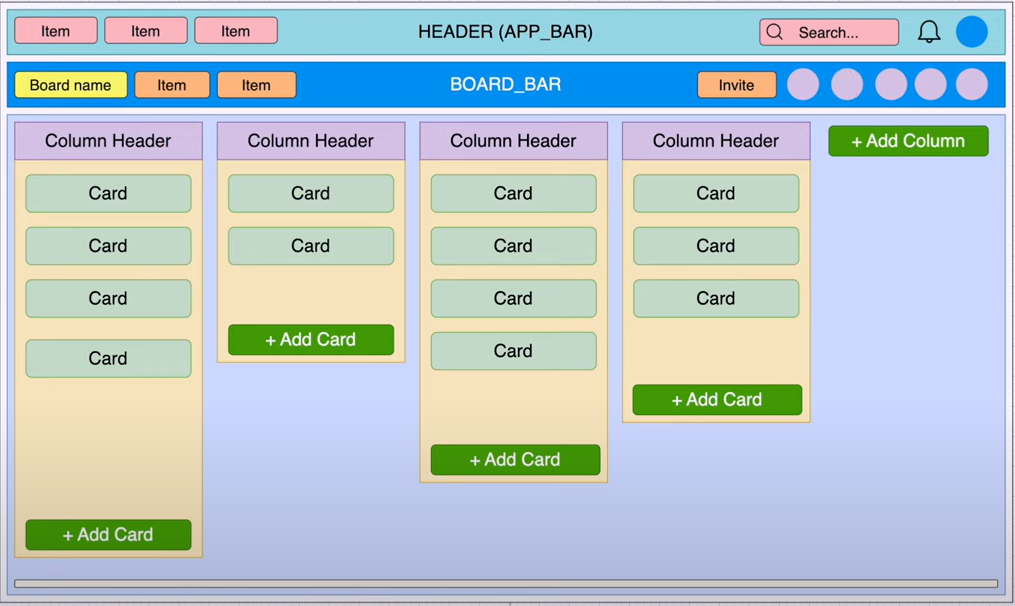 Item
Item
Item
HEADER (APP_BAR)
Search...
Board name
Item
Item
BOARD_BAR
Invite
Column Header
Card
Card
Card
Card
+ Add Card
Column Header
Card
Card
+ Add Card
Column Header
Card
Card
Card
Card
+ Add Card
Column Header
Card
Card
Card
+ Add Card
+ Add Column